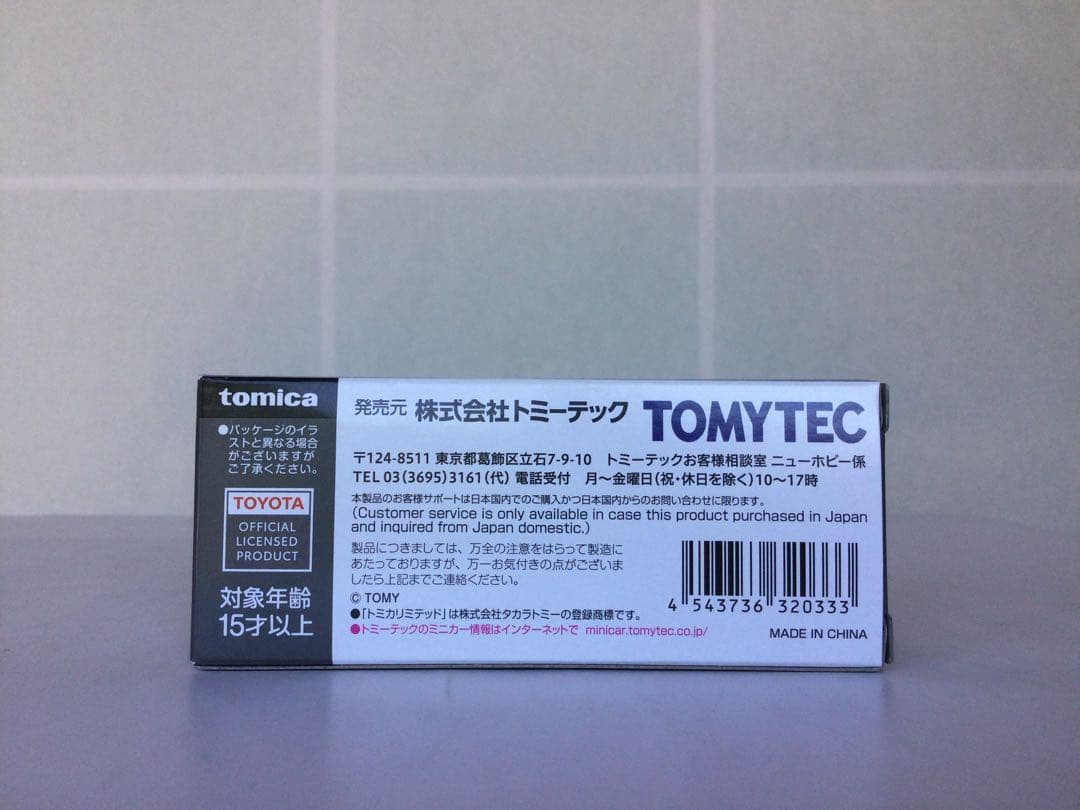 tomica
●パッケージのイラ
ストと異なる場合
がございますが
ご了承ください。
TOYOTA
OFFICIAL
LICENSED
PRODUCT
対象年齢
15才以上
発売元 株式会社トミーテック TOMYTEC
〒124-8511 東京都葛飾区立石7-9-10 トミーテックお客様相談室 ニューホビー係
TEL 03(3695)3161(代) 電話受付 月〜金曜日(祝・休日を除く)10〜17時
本製品のお客様サポートは日本国内でのご購入かつ日本国内からのお問い合わせに限ります。
(Customer service is only available in case this product purchased in Japan
and inquired from Japan domestic.)
製品につきましては、万全の注意をはらって製造に
あたっておりますが、万一お気付きの点がございま
したら上記までご連絡ください。
© TOMY
●「トミカリミテッド」は株式会社タカラトミーの登録商標です。
●トミーテックのミニカー情報はインターネットで minicar.tomytec.co.jp/
4 543736 320333
MADE IN CHINA